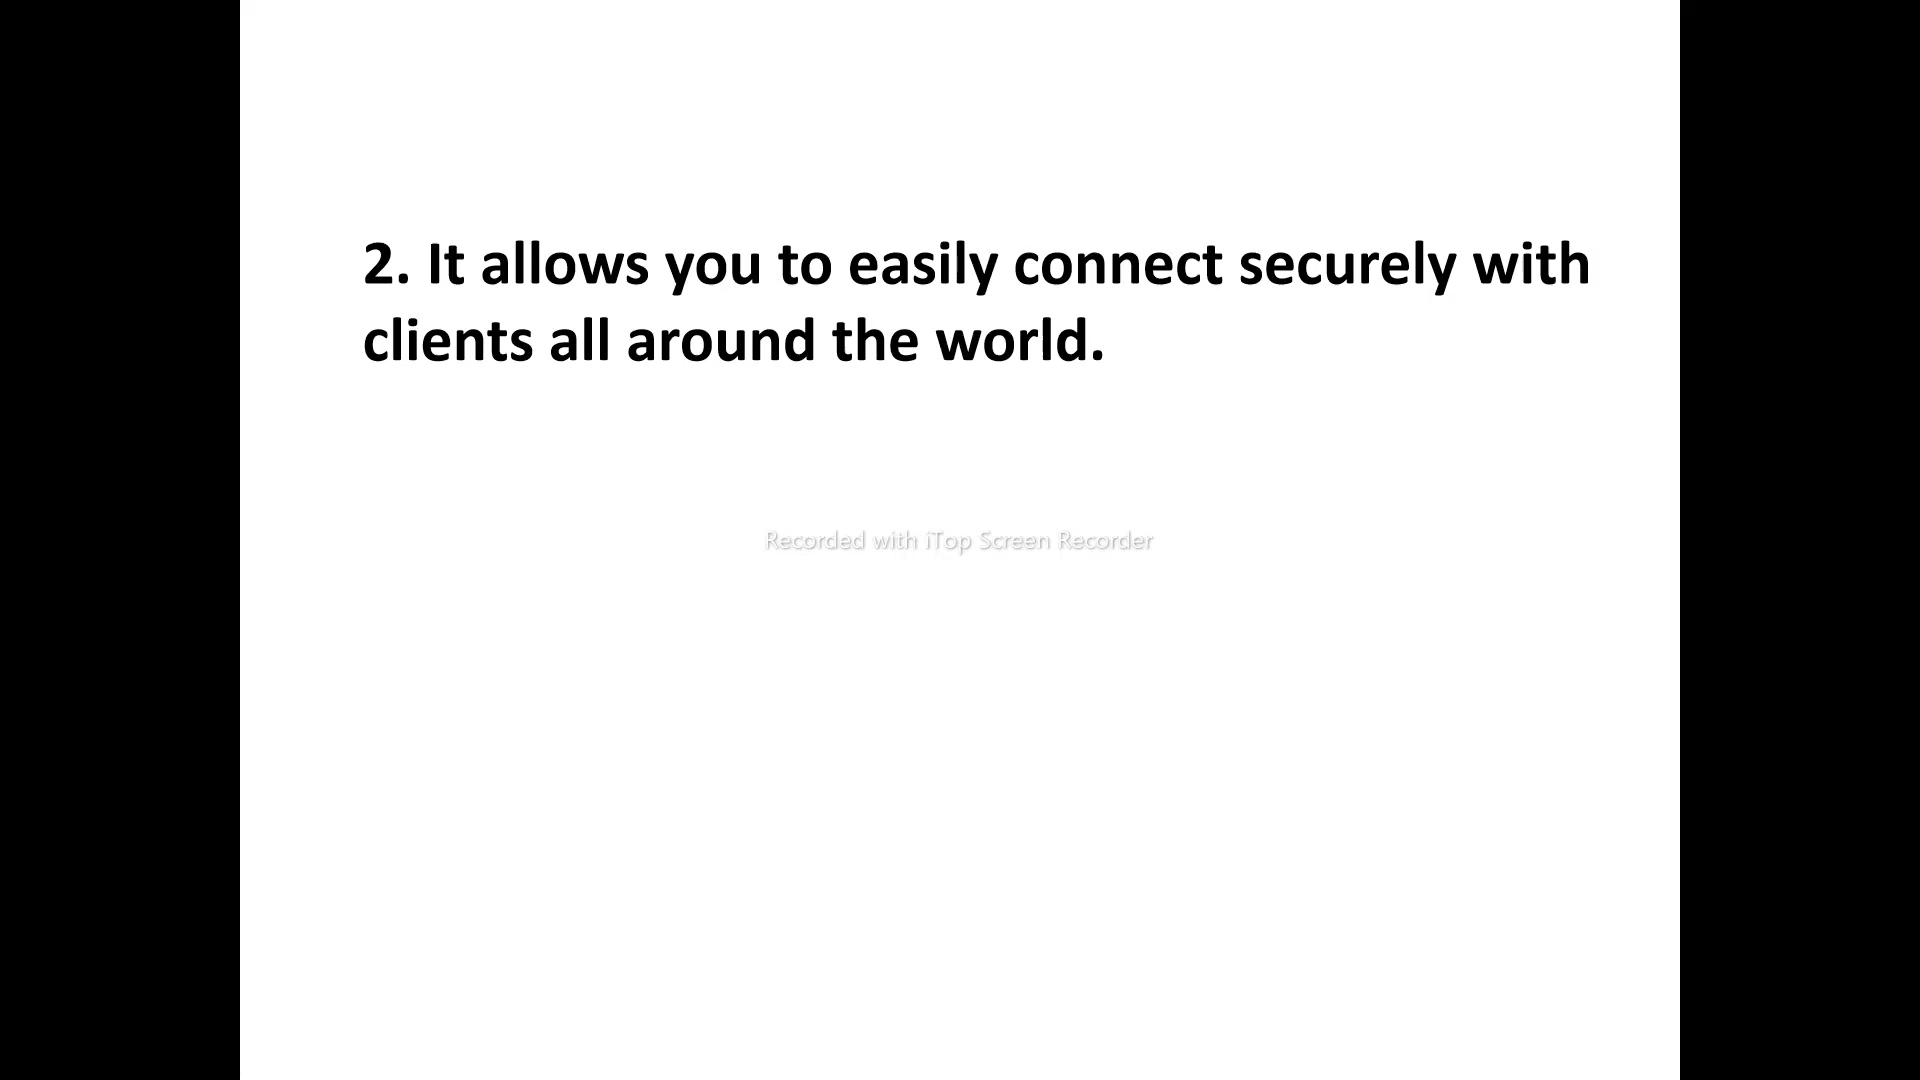 2. It allows you to easily connect securely with
clients all around the world.
Recorded with iTop Screen Recorder